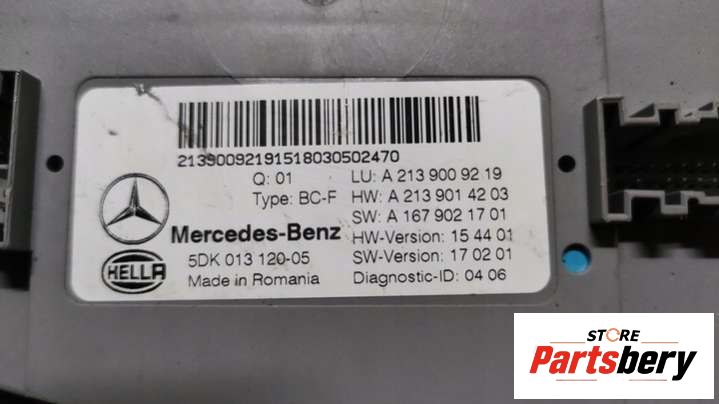 21390092191518030502470
Q: 01
LU: A 213 900 92 19
Type: BC-F
HW: A 213 901 42 03
SW: A 167 902 17 01
Mercedes-Benz
HW-Version: 15 44 01
5DK 013 120-05
SW-Version: 17 02 01
HELLA
Made in Romania
Diagnostic-ID: 04 06
STORE
Partsbery